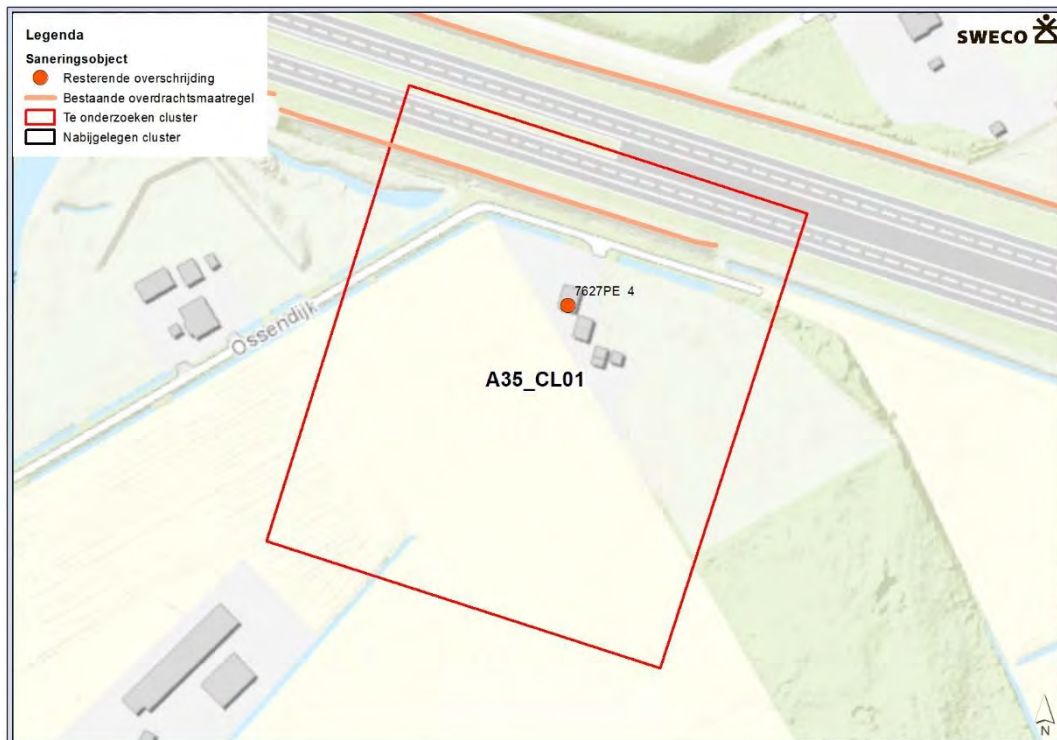 Legenda
Saneringsobject
Resterende overschrijding
Bestaande overdrachtsmaatregel
Te onderzoeken cluster
Nabijgelegen cluster
SWECO
7627PE 4
Ossendijk
A35_CL01
N